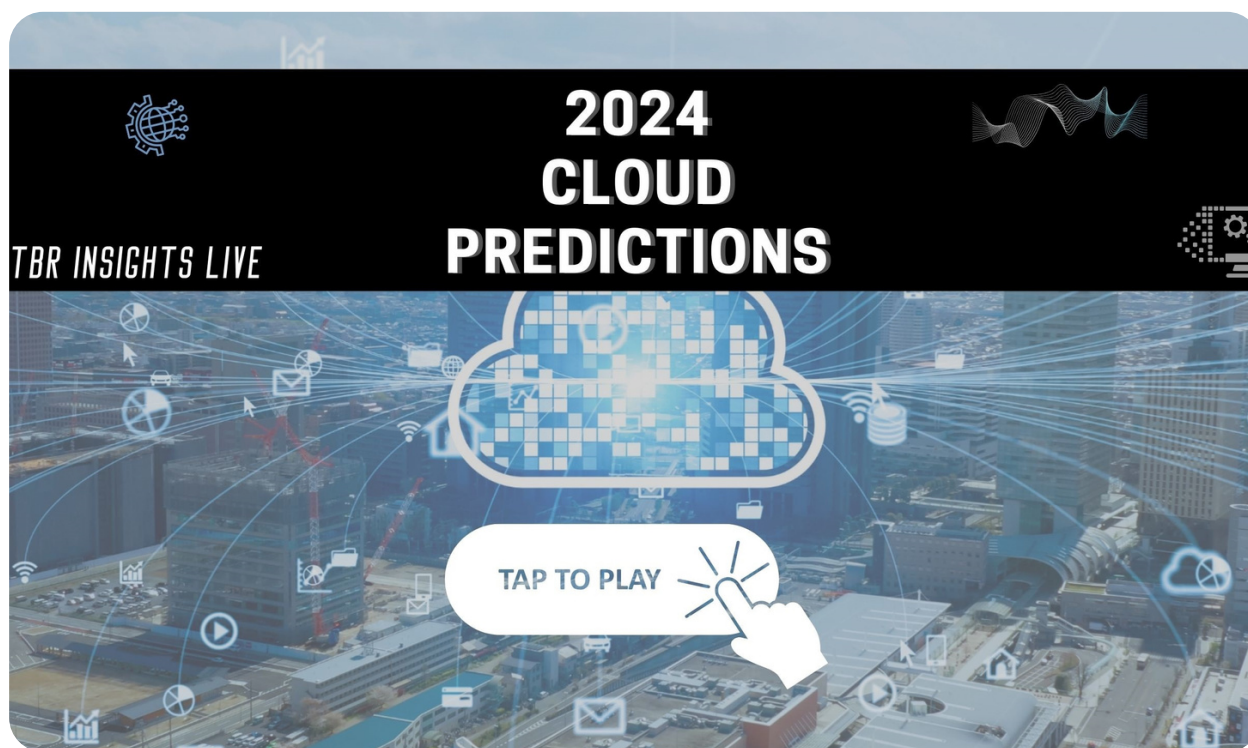 2024
CLOUD
PREDICTIONS
TBR INSIGHTS LIVE
TAP TO PLAY